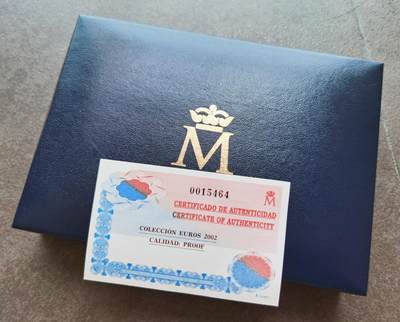 M
0015464
M
CERTIFICADO DE AUTENTICIDAD
CERTIFICATE OF AUTHENTICITY
COLECCIÓN EUROS 2002
CALIDAD: PROOF